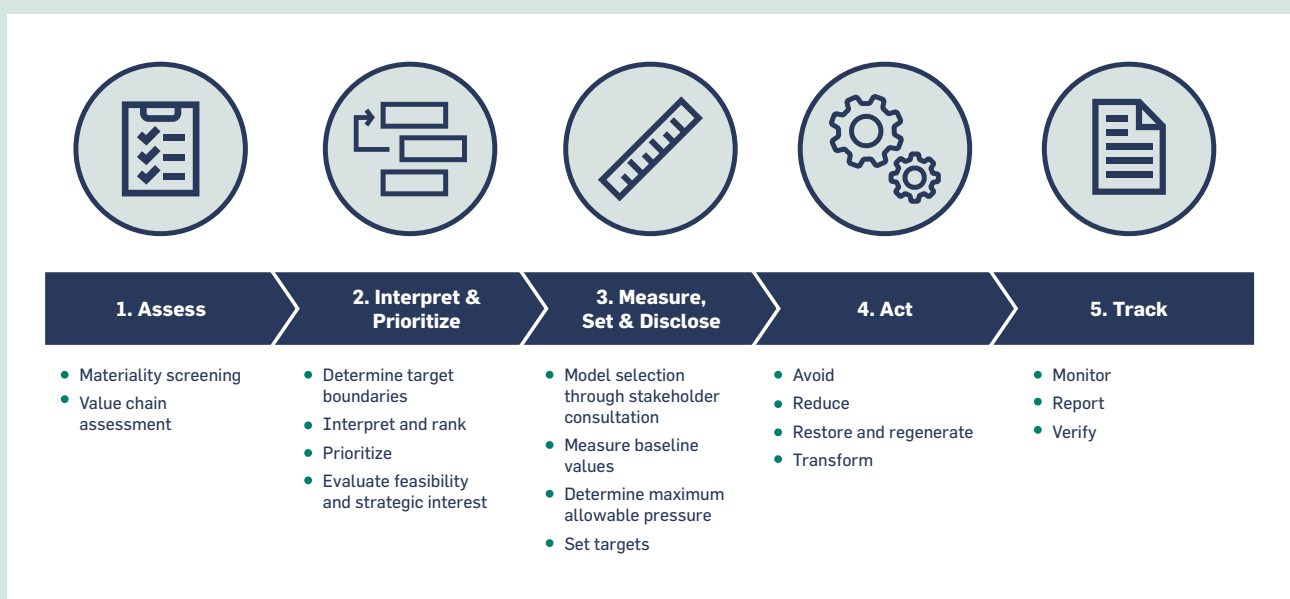 1. Assess
Materiality screening
Value chain
assessment
2. Interpret &
Prioritize
Determine target
boundaries
Interpret and rank
Prioritize
Evaluate feasibility
and strategic interest
3. Measure,
Set & Disclose
Model selection
through stakeholder
consultation
Measure baseline
values
Determine maximum
allowable pressure
Set targets
4. Act
Avoid
Reduce
Restore and regenerate
Transform
5. Track
Monitor
Report
Verify